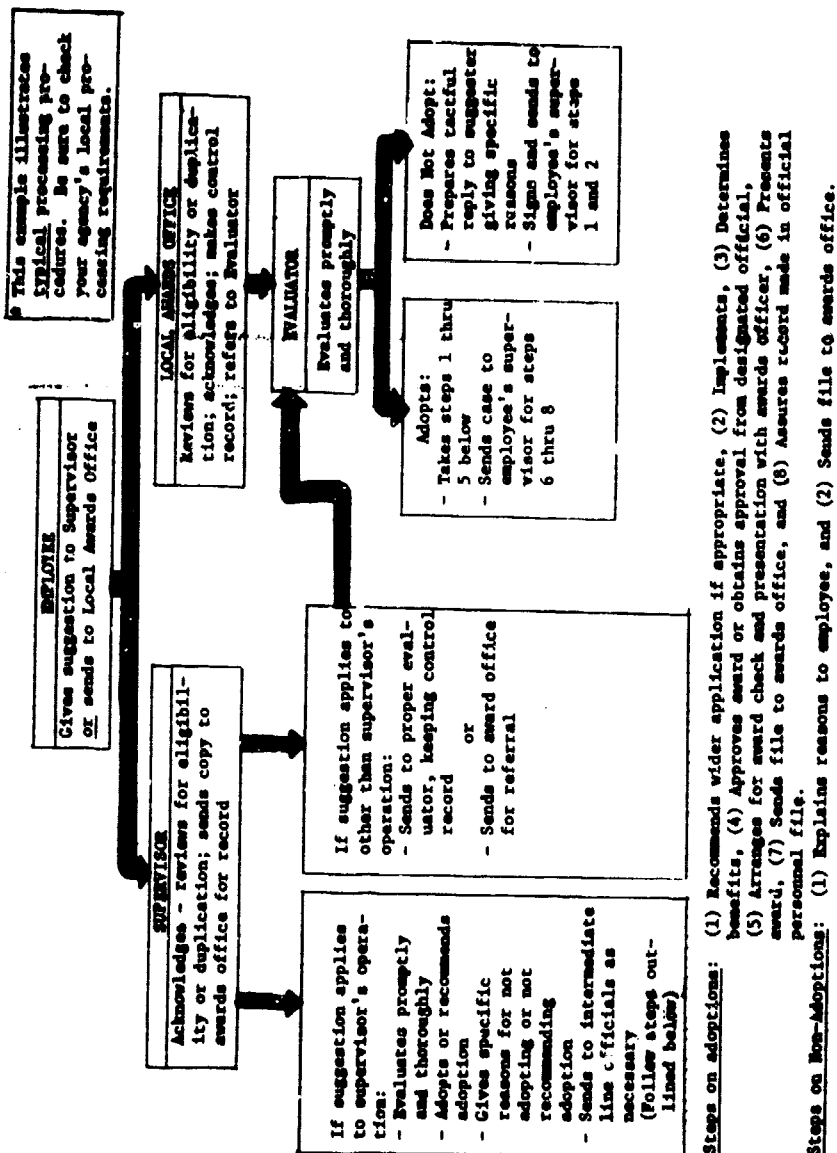 * This example illustrates
typical processing pro-
cedures. Be sure to check
your agency's local pro-
cessing requirements.
EMPLOYEE
Gives suggestion to Supervisor
or sends to Local Awards Office
SUPERVISOR
Acknowledges - reviews for eligibil-
ity or duplication; sends copy to
awards office for record
LOCAL AWARDS OFFICE
Reviews for eligibility or duplica-
tion; acknowledges; makes control
record; refers to Evaluator
EVALUATOR
Evaluates promptly
and thoroughly
If suggestion applies
to supervisor's opera-
tion:
- Evaluates promptly
and thoroughly
- Adopts or recommends
adoption
- Gives specific
reasons for not
adopting or not
recommending
adoption
- Sends to intermediate
line officials as
necessary
(Follow steps out-
lined below)
If suggestion applies to
other than supervisor's
operation:
- Sends to proper eval-
uator, keeping control
record
or
- Sends to award office
for referral
Adopts:
- Takes steps 1 thru
5 below
- Sends case to
employee's super-
visor for steps
6 thru 8
Does Not Adopt:
- Prepares tactful
reply to suggester
giving specific
reasons
- Signs and sends to
employee's super-
visor for steps
1 and 2
Steps on adoptions: (1) Recommends wider application if appropriate, (2) Implements, (3) Determines
benefits, (4) Approves award or obtains approval from designated official,
(5) Arranges for award check and presentation with awards officer, (6) Presents
award, (7) Sends file to awards office, and (8) Assures record made in official
personnel file.
Steps on Non-Adoptions: (1) Explains reasons to employee, and (2) Sends file to awards office.